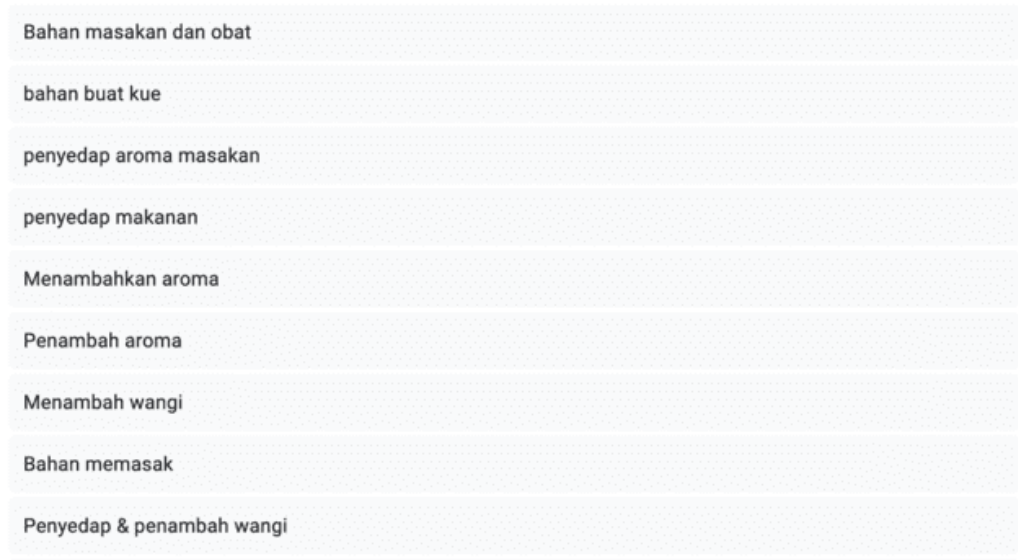 Bahan masakan dan obat
bahan buat kue
penyedap aroma masakan
penyedap makanan
Menambahkan aroma
Penambah aroma
Menambah wangi
Bahan memasak
Penyedap & penambah wangi